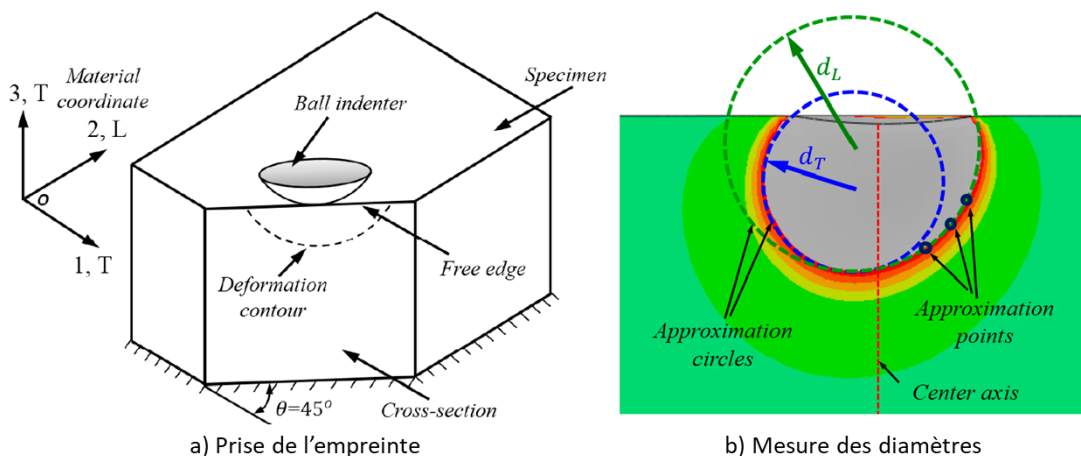 Material
coordinate
3, T
2, L
o
1, T
Ball indenter
Specimen
Free edge
Deformation
contour
θ=45°
Cross-section
a) Prise de l’empreinte
d_L
d_T
Approximation
circles
Approximation
points
Center axis
b) Mesure des diamètres